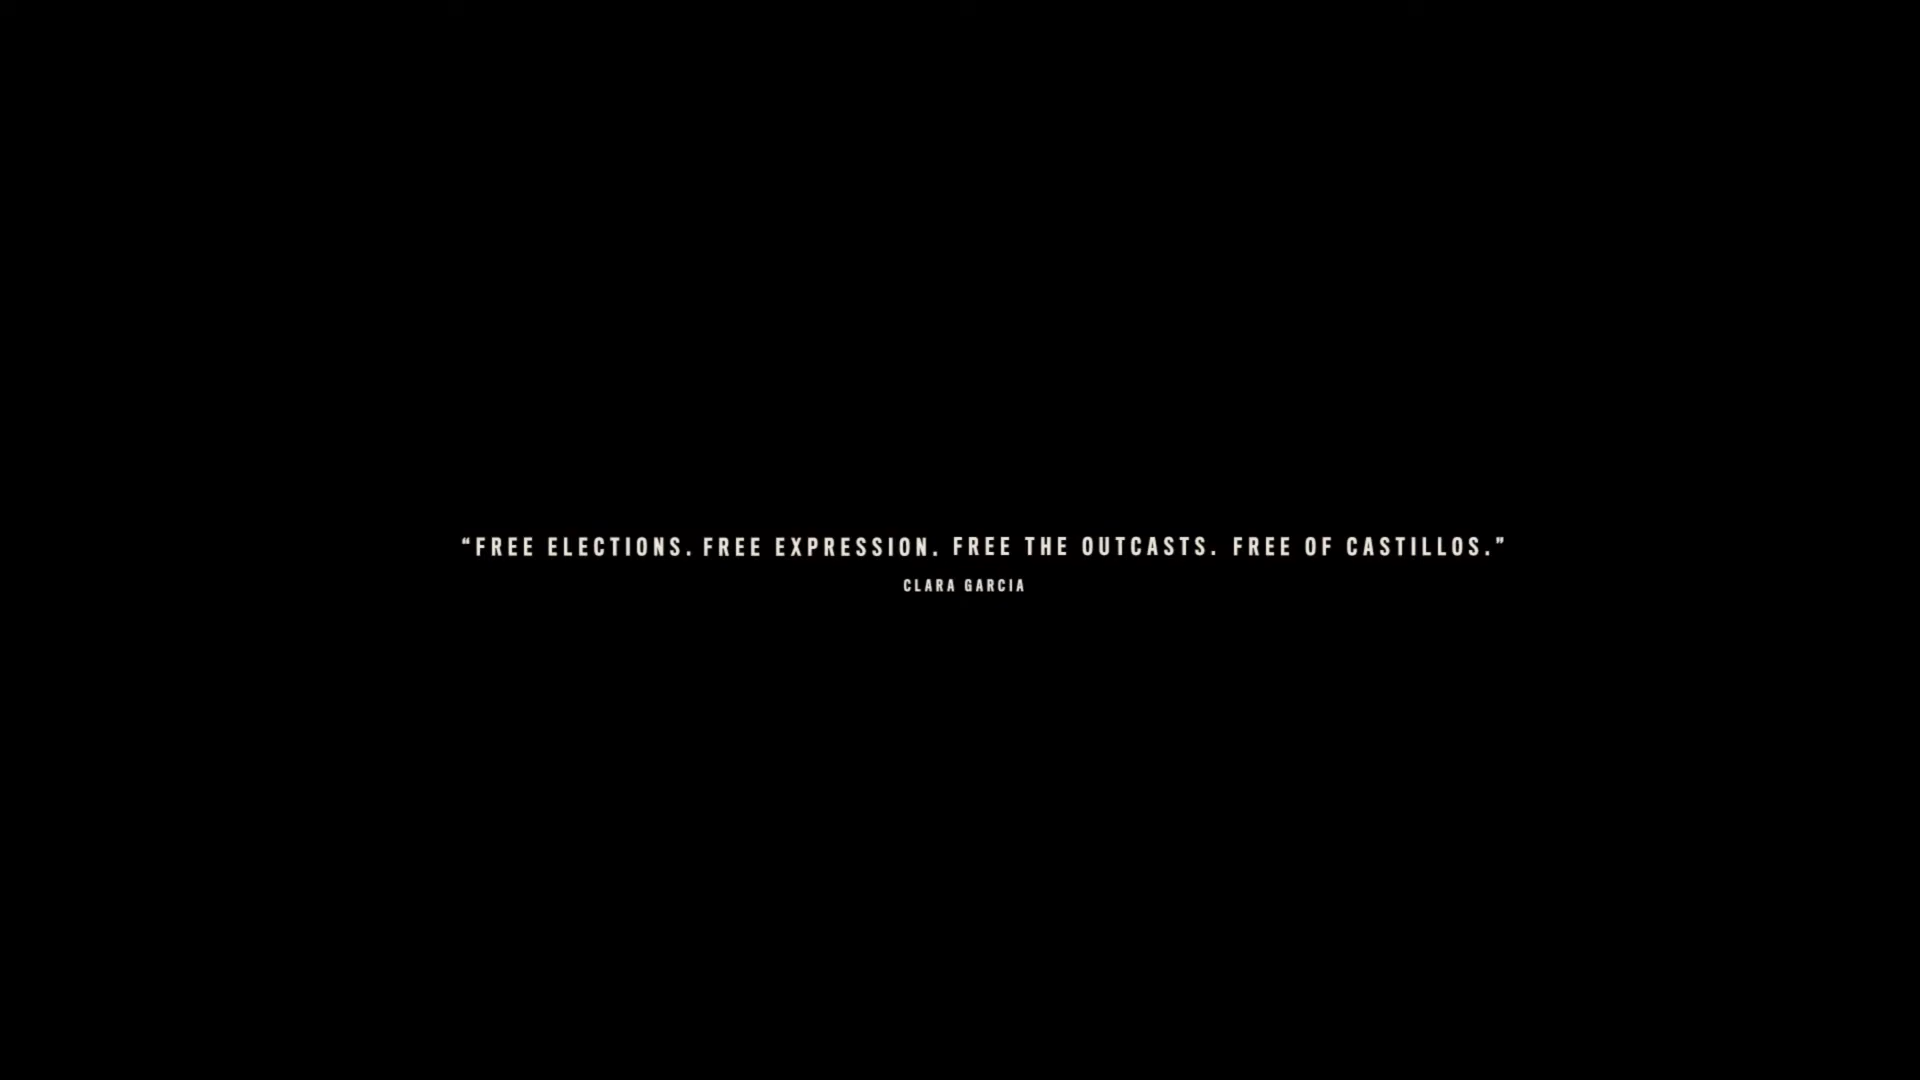 “FREE ELECTIONS. FREE EXPRESSION. FREE THE OUTCASTS. FREE OF CASTILLOS.”
CLARA GARCIA